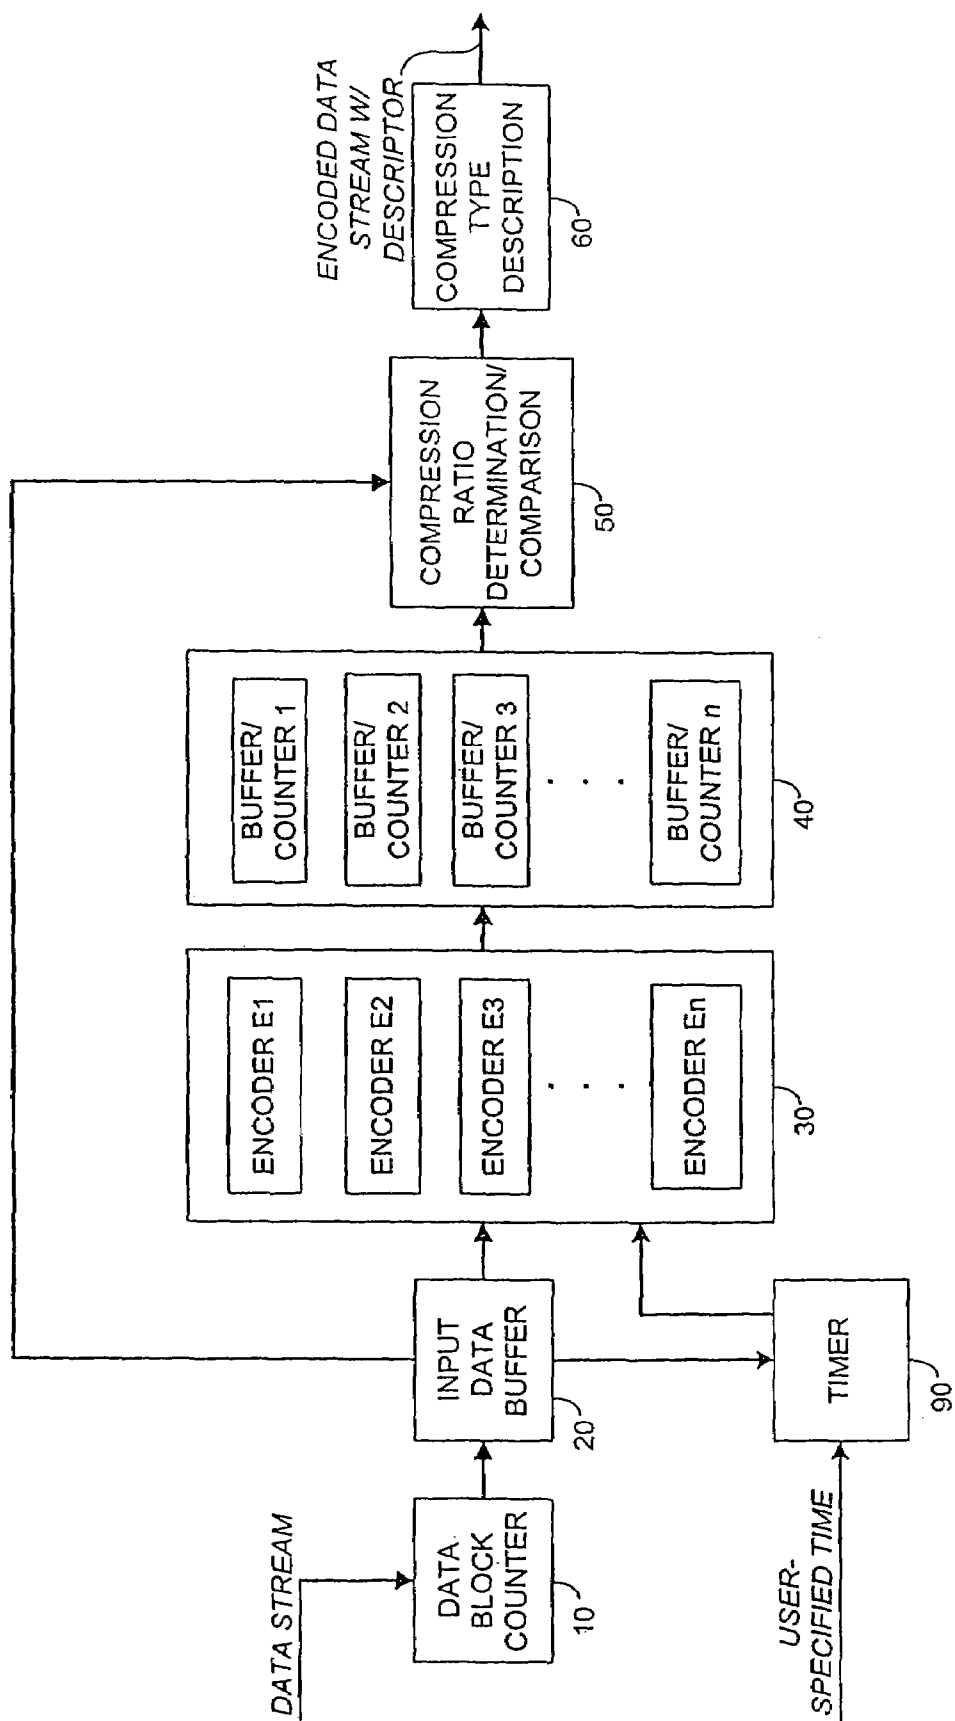 DATA STREAM
DATA
BLOCK
COUNTER
10
INPUT
DATA
BUFFER
20
USER-
SPECIFIED TIME
TIMER
90
ENCODER E1
ENCODER E2
ENCODER E3
. . .
ENCODER En
30
BUFFER/
COUNTER 1
BUFFER/
COUNTER 2
BUFFER/
COUNTER 3
. . .
BUFFER/
COUNTER n
40
COMPRESSION
RATIO
DETERMINATION/
COMPARISON
50
COMPRESSION
TYPE
DESCRIPTION
60
ENCODED DATA
STREAM W/
DESCRIPTOR